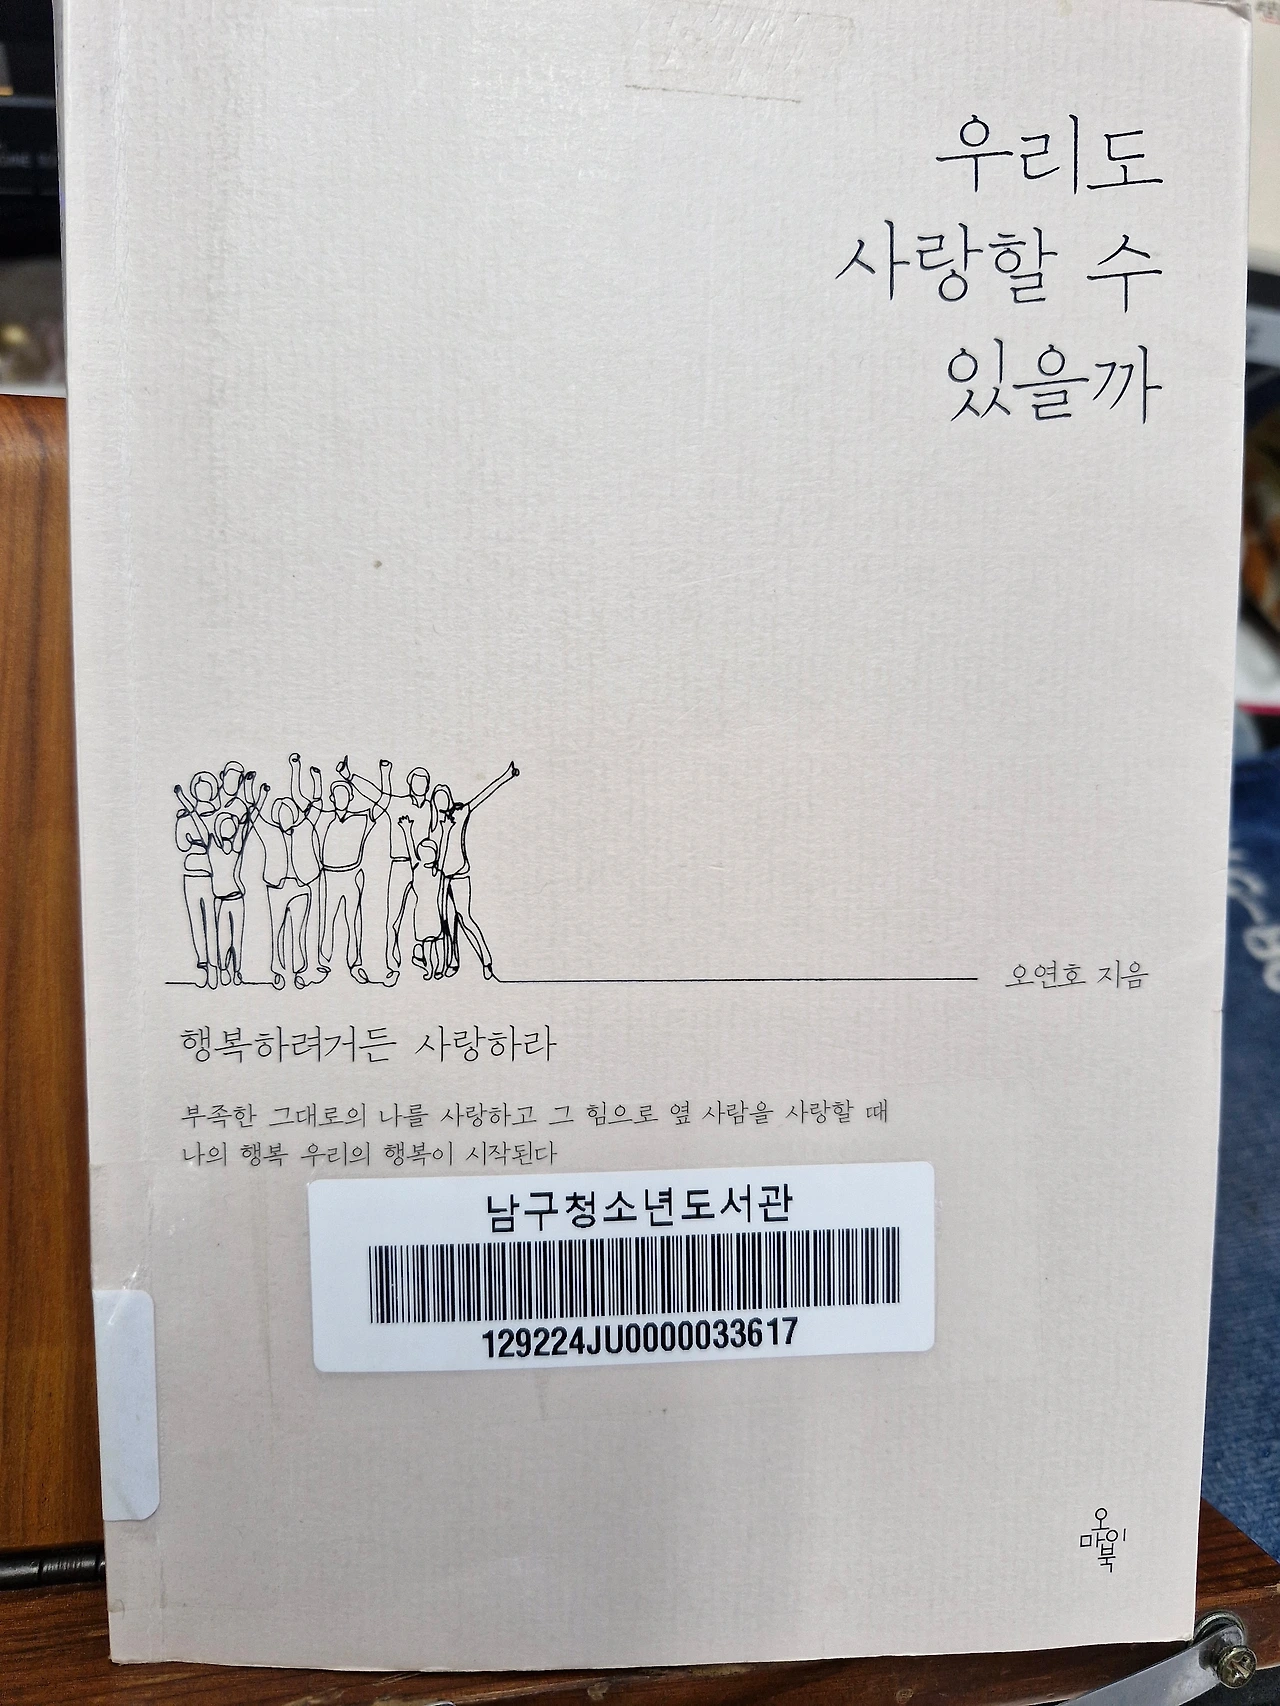 우리도
사랑할 수
있을까
오연호 지음
행복하려거든 사랑하라
부족한 그대로의 나를 사랑하고 그 힘으로 옆 사람을 사랑할 때
나의 행복 우리의 행복이 시작된다
남구청소년도서관
129224JU0000033617
오
마이
북